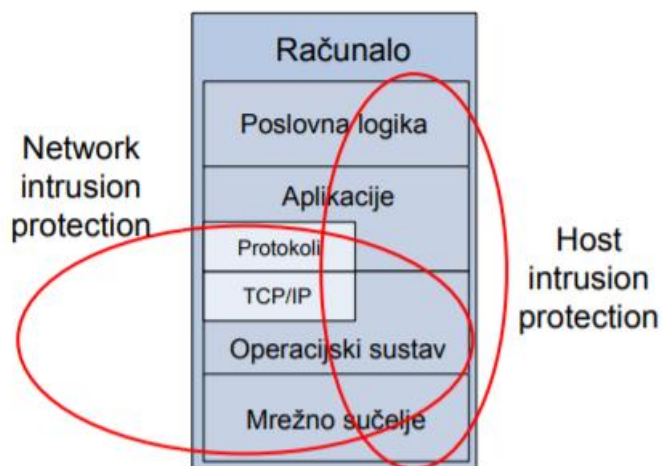 Računalo
Poslovna logika
Network
intrusion
protection
Aplikacije
Protokoli
TCP/IP
Host
intrusion
protection
Operacijski sustav
Mrežno sučelje